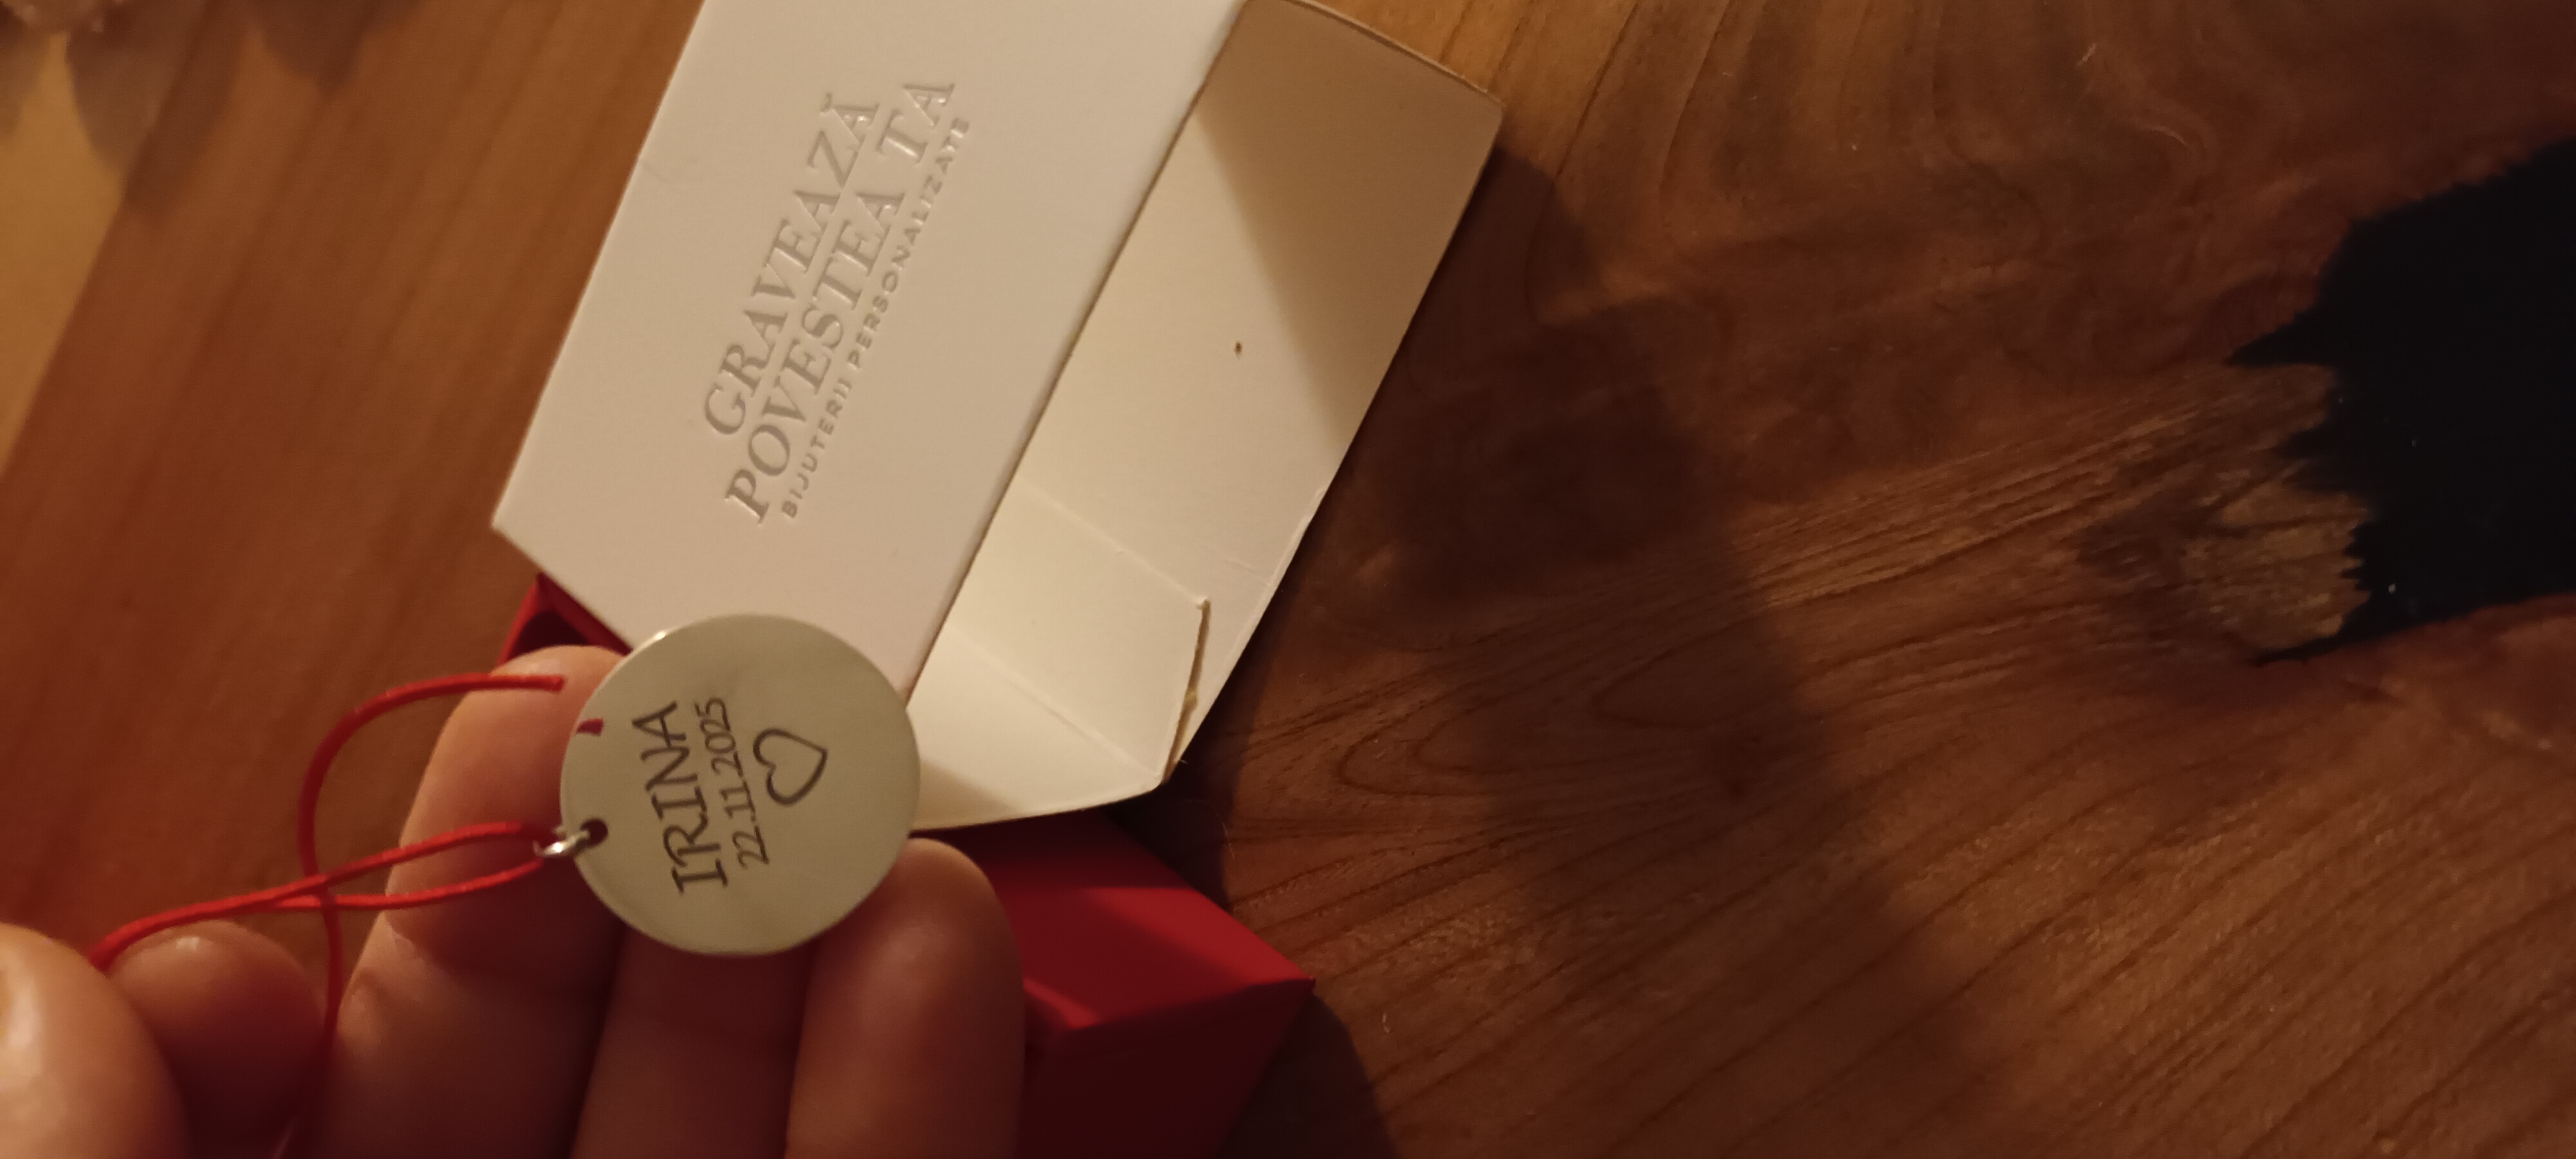 GRAVEAZĂ
POVESTEA TA
BIJUTERII PERSONALIZATE
IRINA
22.11.2025